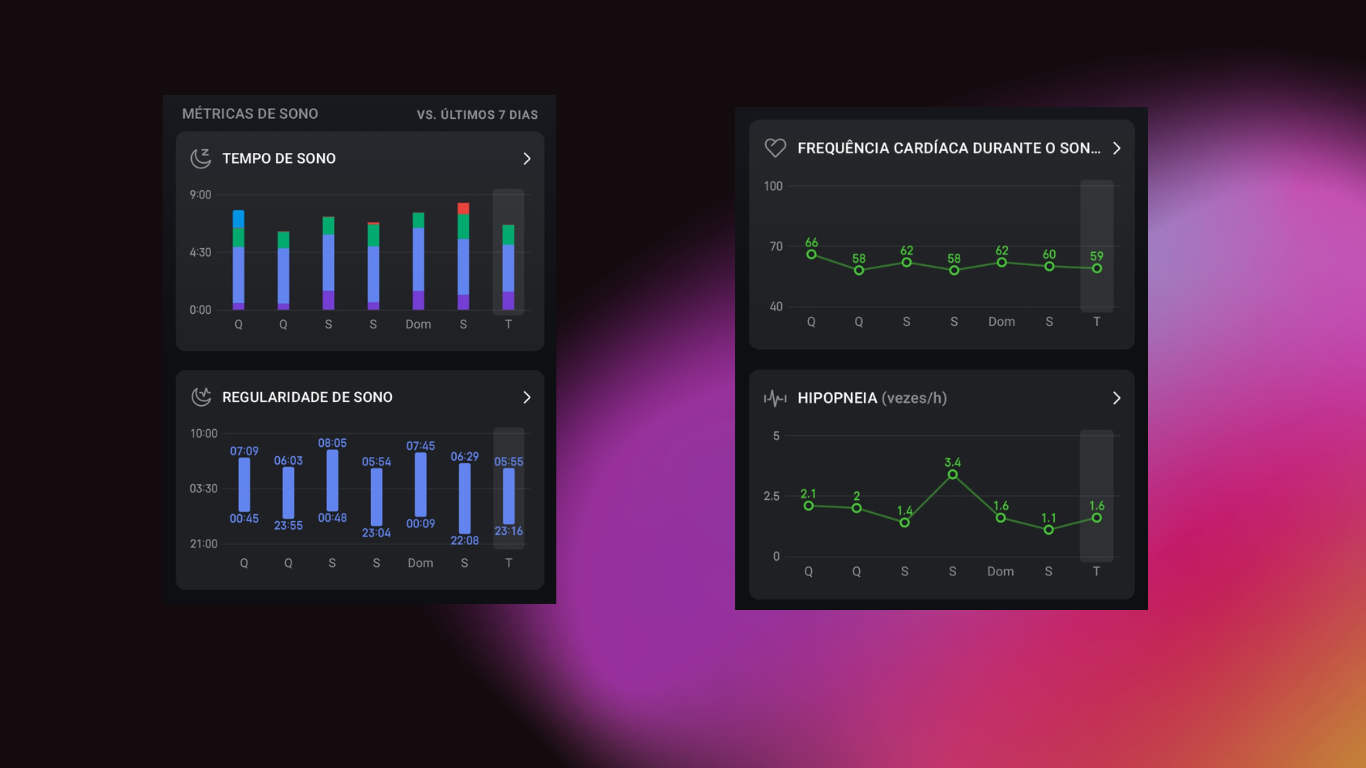 MÉTRICAS DE SONO VS. ÚLTIMOS 7 DIAS
TEMPO DE SONO
9:00
4:30
0:00
Q Q S S Dom S T
REGULARIDADE DE SONO
10:00
03:30
21:00
07:09 06:03 08:05 05:54 07:45 06:29 05:55
00:45 23:55 00:48 23:04 00:09 22:08 23:16
Q Q S S Dom S T
FREQUÊNCIA CARDÍACA DURANTE O SON...
100
70
40
66 58 62 58 62 60 59
Q Q S S Dom S T
HIPOPNEIA (vezes/h)
5
2.5
0
2.1 2 1.4 3.4 1.6 1.1 1.6
Q Q S S Dom S T